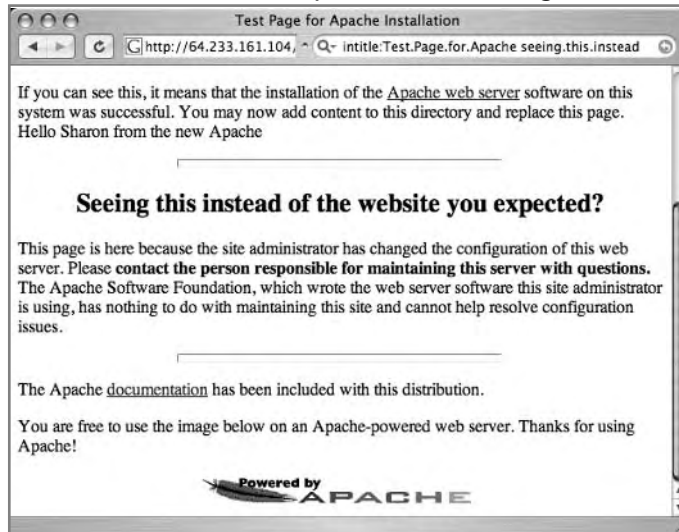 Test Page for Apache Installation
http://64.233.161.104, intitle:Test.Page.for.Apache seeing.this.instead
If you can see this, it means that the installation of the Apache web server software on this
system was successful. You may now add content to this directory and replace this page.
Hello Sharon from the new Apache
Seeing this instead of the website you expected?
This page is here because the site administrator has changed the configuration of this web
server. Please contact the person responsible for maintaining this server with questions.
The Apache Software Foundation, which wrote the web server software this site administrator
is using, has nothing to do with maintaining this site and cannot help resolve configuration
issues.
The Apache documentation has been included with this distribution.
You are free to use the image below on an Apache-powered web server. Thanks for using
Apache!
Powered by
APACHE